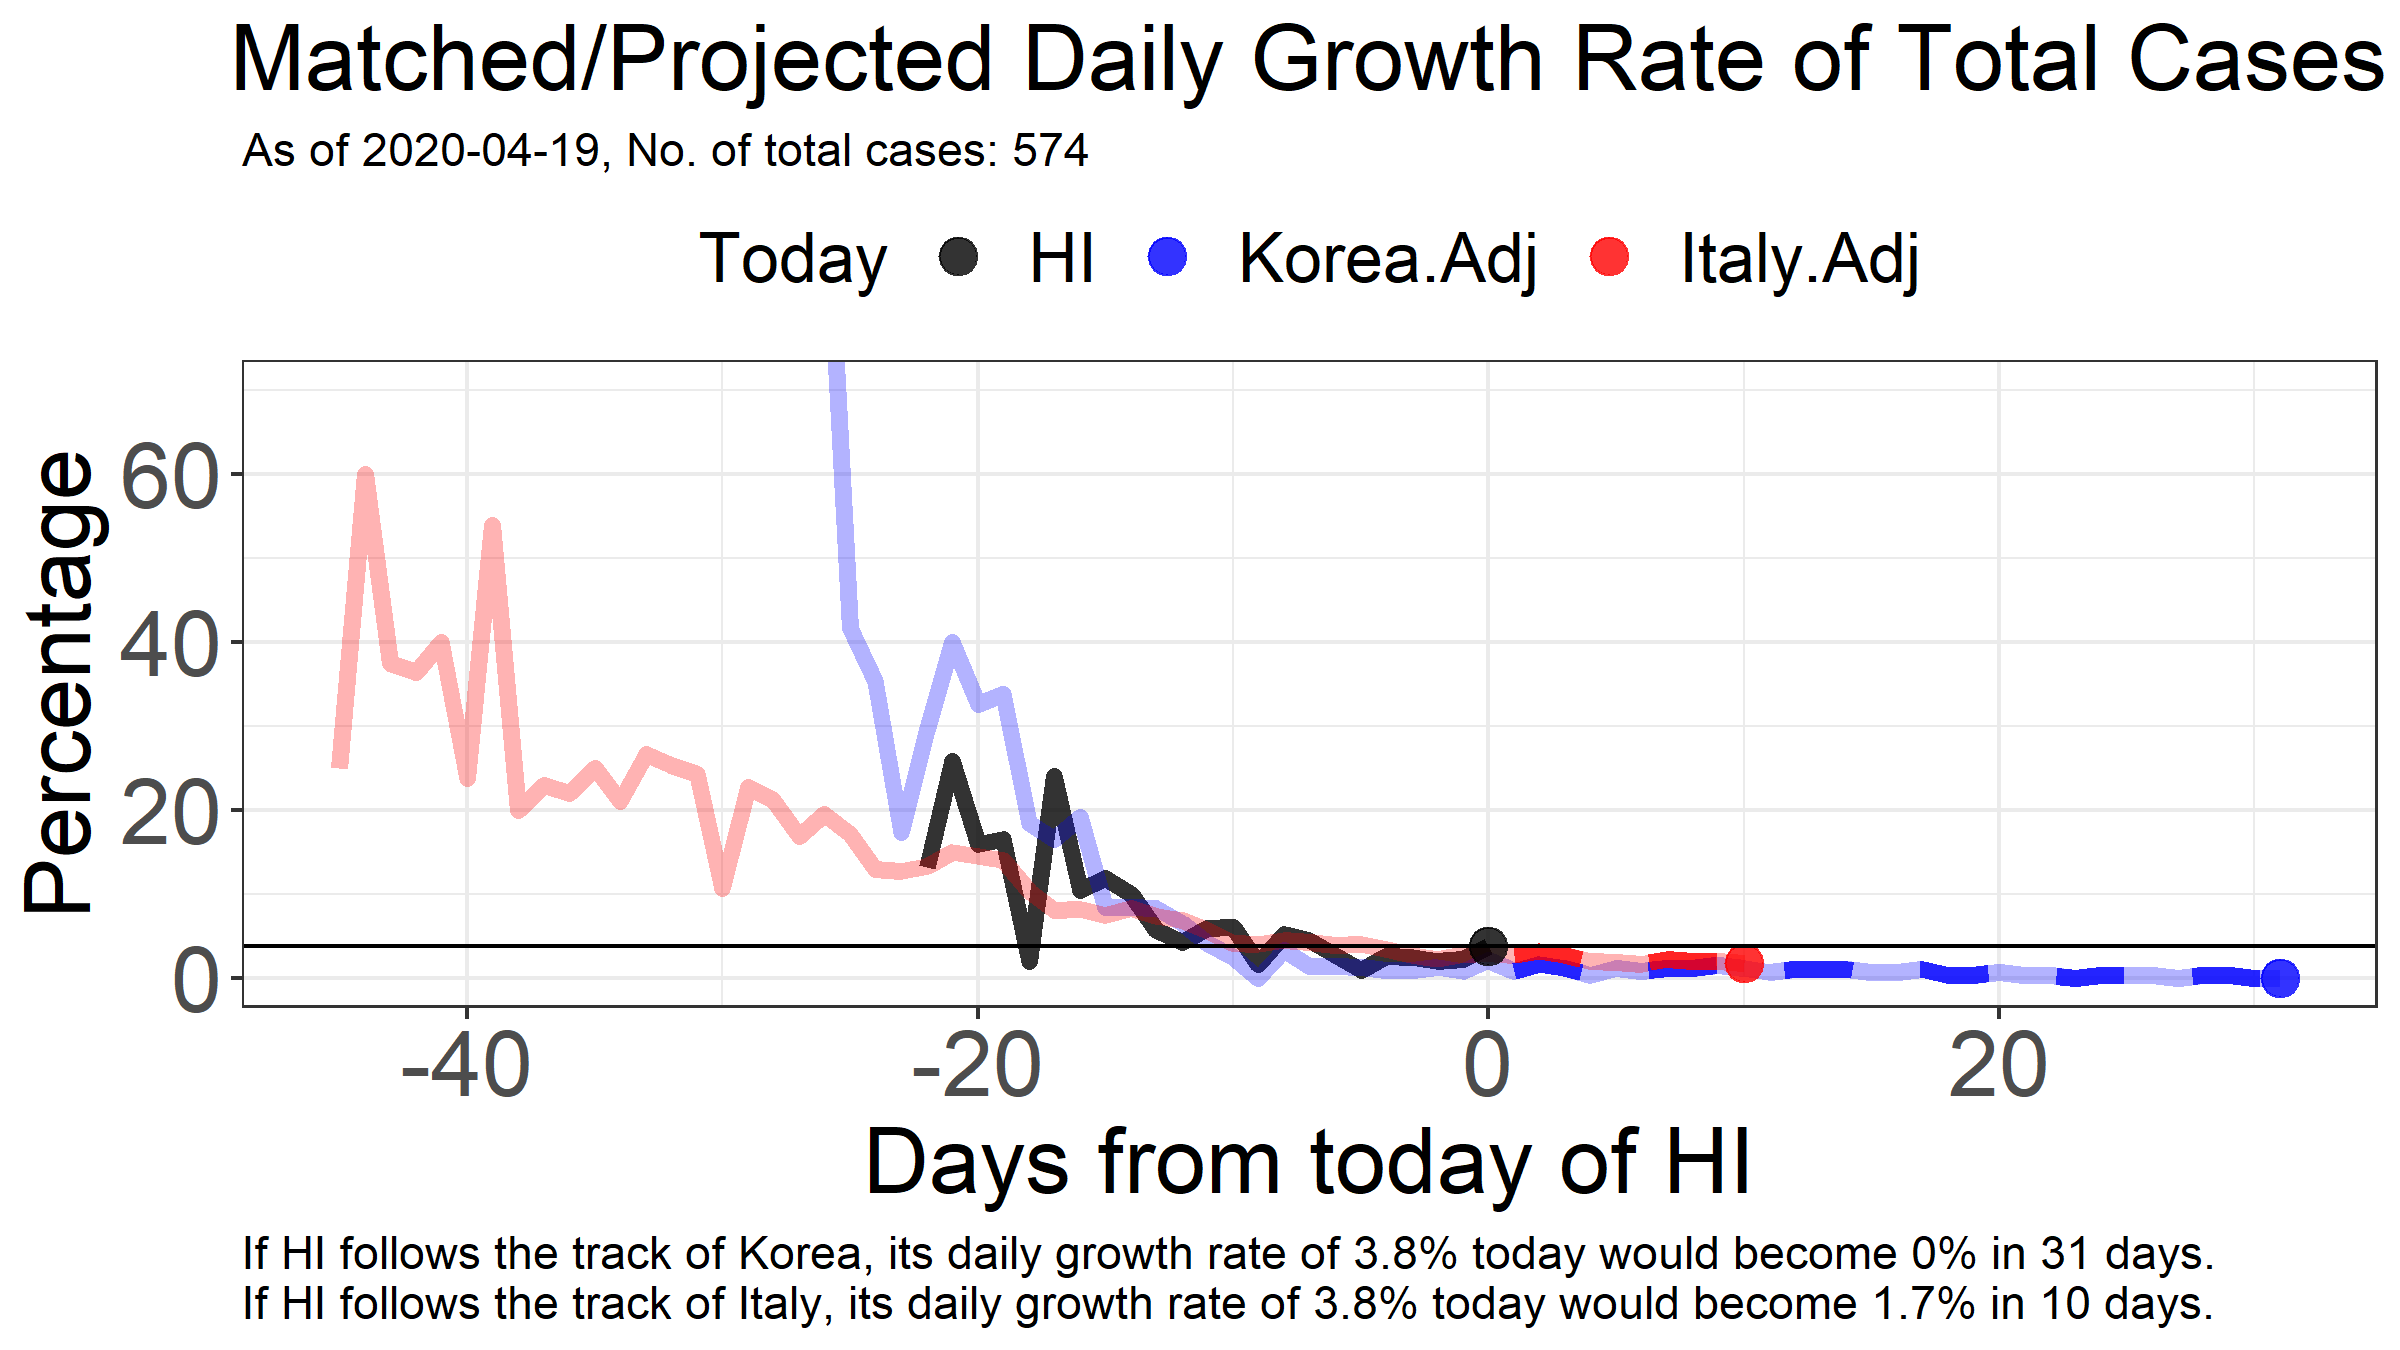 Matched/Projected Daily Growth Rate of Total Cases
As of 2020-04-19, No. of total cases: 574
Today HI Korea.Adj Italy.Adj
Percentage
60
40
20
0
-40 -20 0 20
Days from today of HI
If HI follows the track of Korea, its daily growth rate of 3.8% today would become 0% in 31 days.
If HI follows the track of Italy, its daily growth rate of 3.8% today would become 1.7% in 10 days.